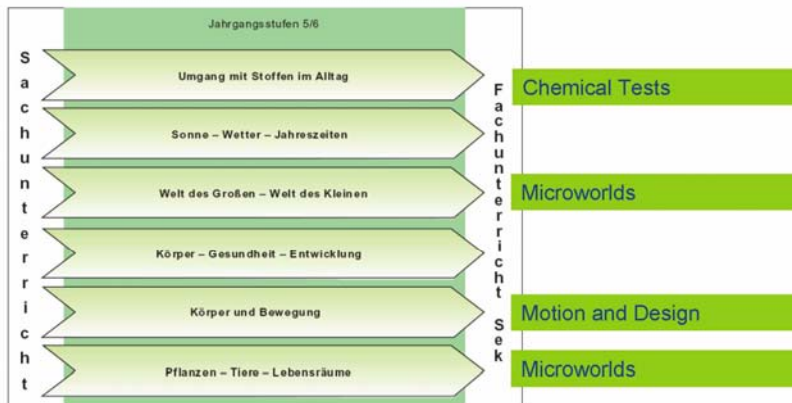 Jahrgangsstufen 5/6
Sachunterricht
Umgang mit Stoffen im Alltag
Sonne – Wetter – Jahreszeiten
Welt des Großen – Welt des Kleinen
Körper – Gesundheit – Entwicklung
Körper und Bewegung
Pflanzen – Tiere – Lebensräume
Fachunterricht Sek
Chemical Tests
Microworlds
Motion and Design
Microworlds